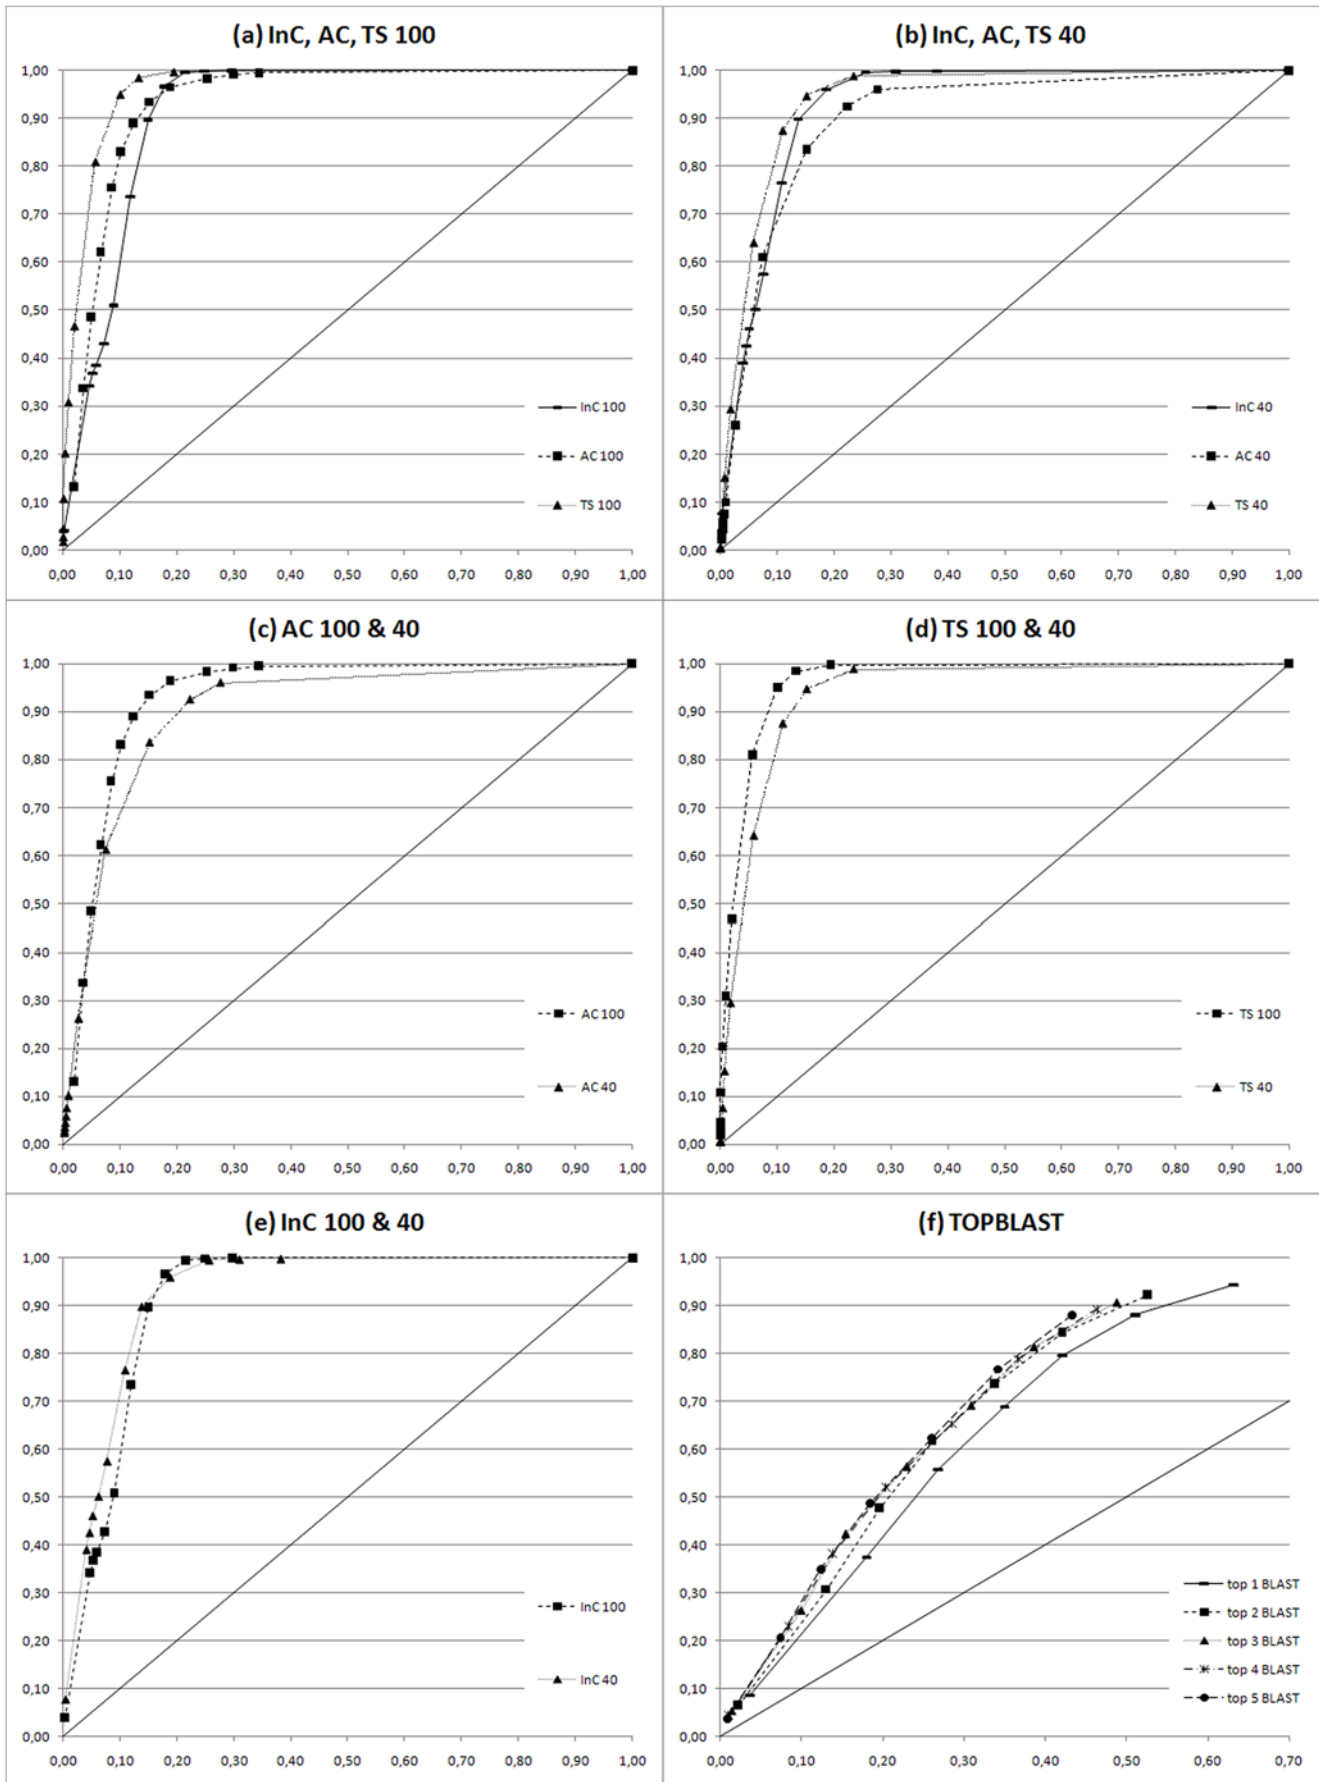 (a) InC, AC, TS 100
1,00
0,90
0,80
0,70
0,60
0,50
0,40
0,30
0,20
0,10
0,00
InC 100
AC 100
TS 100
0,00 0,10 0,20 0,30 0,40 0,50 0,60 0,70 0,80 0,90 1,00
(b) InC, AC, TS 40
1,00
0,90
0,80
0,70
0,60
0,50
0,40
0,30
0,20
0,10
0,00
InC 40
AC 40
TS 40
0,00 0,10 0,20 0,30 0,40 0,50 0,60 0,70 0,80 0,90 1,00
(c) AC 100 & 40
1,00
0,90
0,80
0,70
0,60
0,50
0,40
0,30
0,20
0,10
0,00
AC 100
AC 40
0,00 0,10 0,20 0,30 0,40 0,50 0,60 0,70 0,80 0,90 1,00
(d) TS 100 & 40
1,00
0,90
0,80
0,70
0,60
0,50
0,40
0,30
0,20
0,10
0,00
TS 100
TS 40
0,00 0,10 0,20 0,30 0,40 0,50 0,60 0,70 0,80 0,90 1,00
(e) InC 100 & 40
1,00
0,90
0,80
0,70
0,60
0,50
0,40
0,30
0,20
0,10
0,00
InC 100
InC 40
0,00 0,10 0,20 0,30 0,40 0,50 0,60 0,70 0,80 0,90 1,00
(f) TOPBLAST
1,00
0,90
0,80
0,70
0,60
0,50
0,40
0,30
0,20
0,10
0,00
top 1 BLAST
top 2 BLAST
top 3 BLAST
top 4 BLAST
top 5 BLAST
0,00 0,10 0,20 0,30 0,40 0,50 0,60 0,70